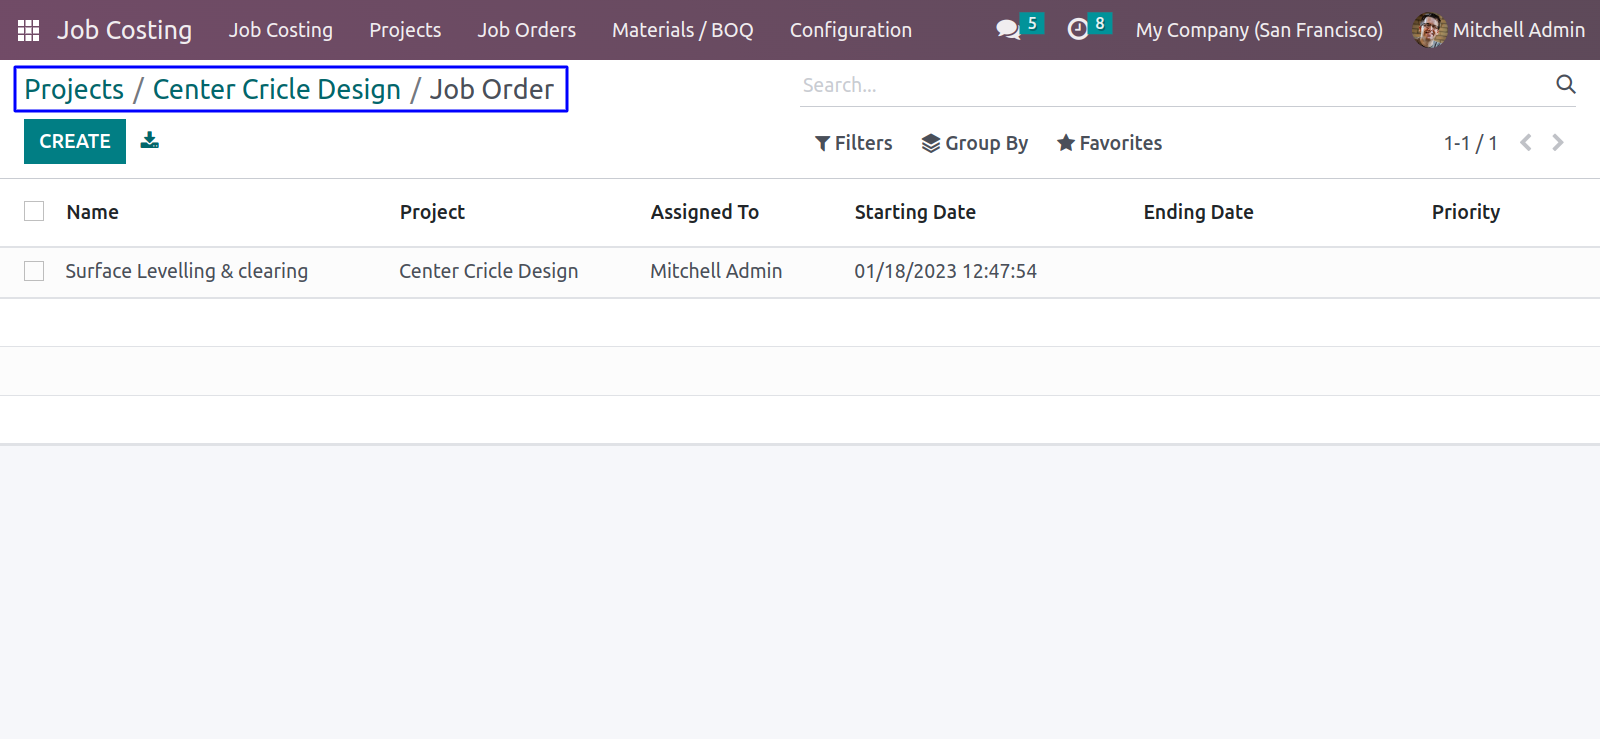 Job Costing Job Costing Projects Job Orders Materials / BOQ Configuration 5 8 My Company (San Francisco) Mitchell Admin
Projects / Center Cricle Design / Job Order Search...
CREATE Filters Group By Favorites 1-1 / 1
Name Project Assigned To Starting Date Ending Date Priority
Surface Levelling & clearing Center Cricle Design Mitchell Admin 01/18/2023 12:47:54